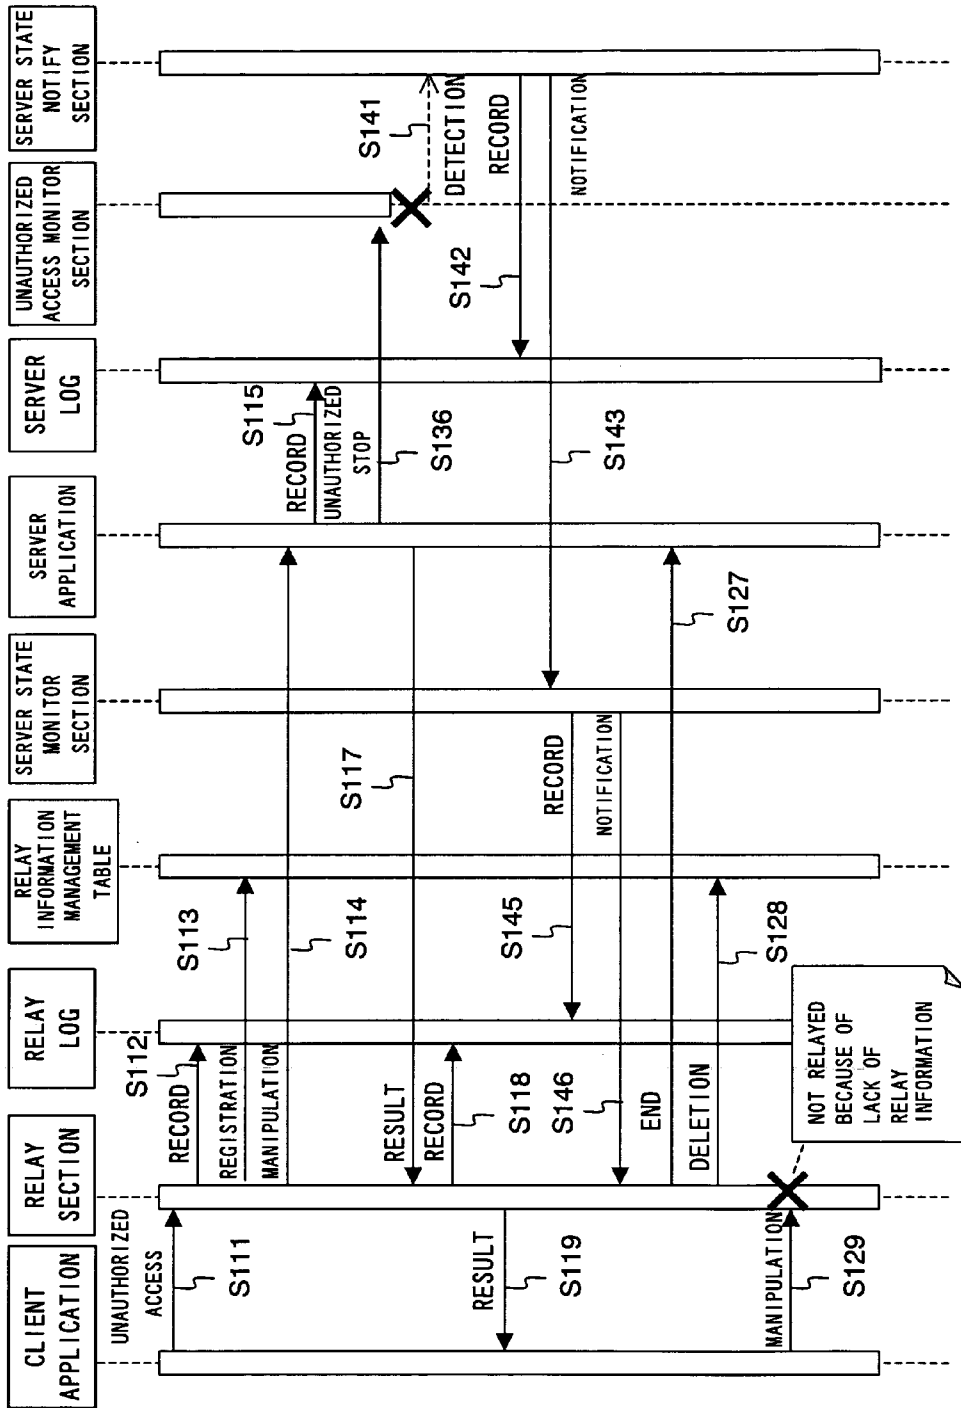 CLIENT
APPLICATION
RELAY
SECTION
RELAY
LOG
RELAY
INFORMATION
MANAGEMENT
TABLE
SERVER STATE
MONITOR
SECTION
SERVER
APPLICATION
SERVER
LOG
UNAUTHORIZED
ACCESS MONITOR
SECTION
SERVER STATE
NOTIFY
SECTION
UNAUTHORIZED
ACCESS
S111
RECORD
S112
REGISTRATION
S113
MANIPULATION
S114
RECORD
S115
UNAUTHORIZED
STOP
S136
S141
DETECTION
RESULT
S117
RECORD
S118
RESULT
S119
RECORD
S142
NOTIFICATION
S143
RECORD
S145
NOTIFICATION
S146
END
S127
DELETION
S128
MANIPULATION
S129
NOT RELAYED
BECAUSE OF
LACK OF
RELAY
INFORMATION